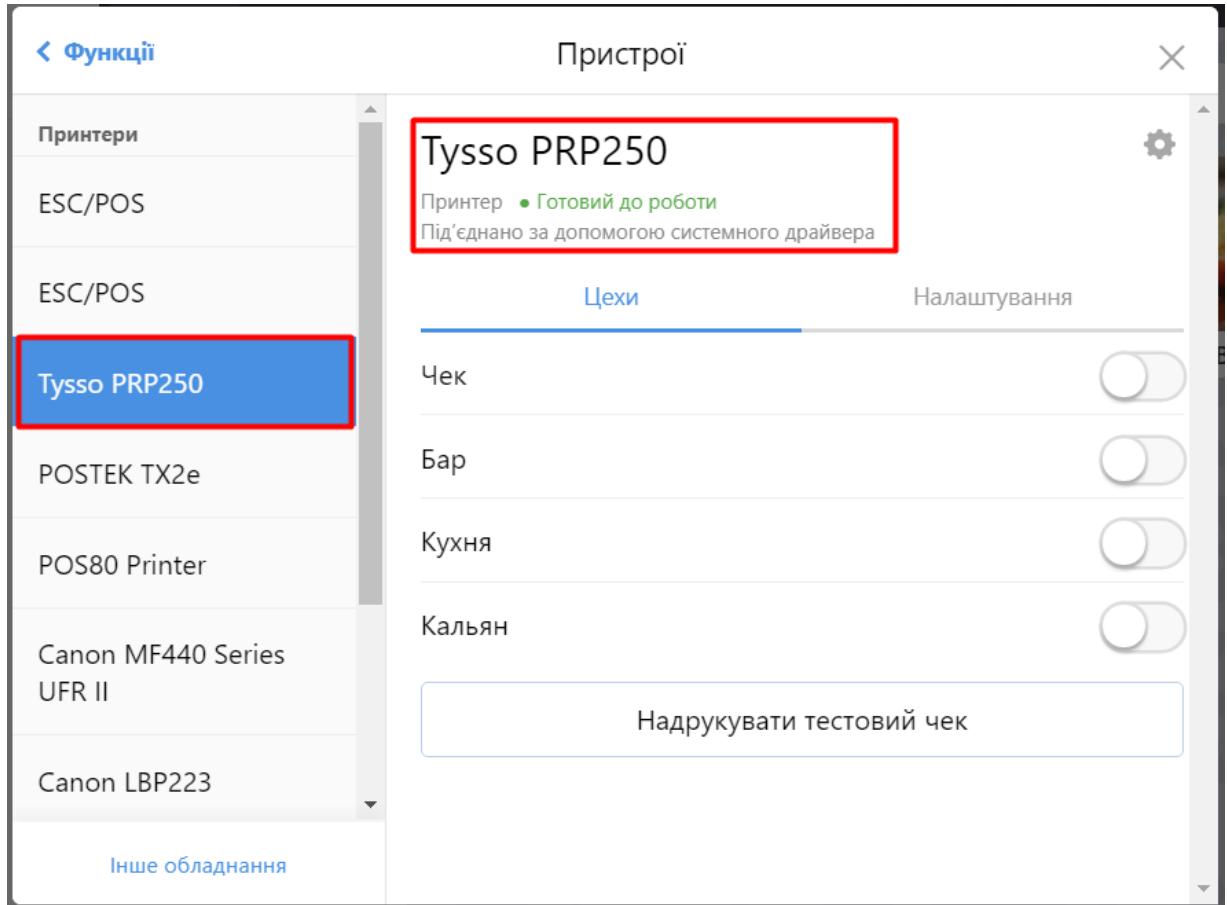 Функції
Пристрої
Принтери
ESC/POS
ESC/POS
Tysso PRP250
POSTEK TX2e
POS80 Printer
Canon MF440 Series
UFR II
Canon LBP223
Інше обладнання
Tysso PRP250
Принтер ● Готовий до роботи
Під’єднано за допомогою системного драйвера
Цехи Налаштування
Чек
Бар
Кухня
Кальян
Надрукувати тестовий чек